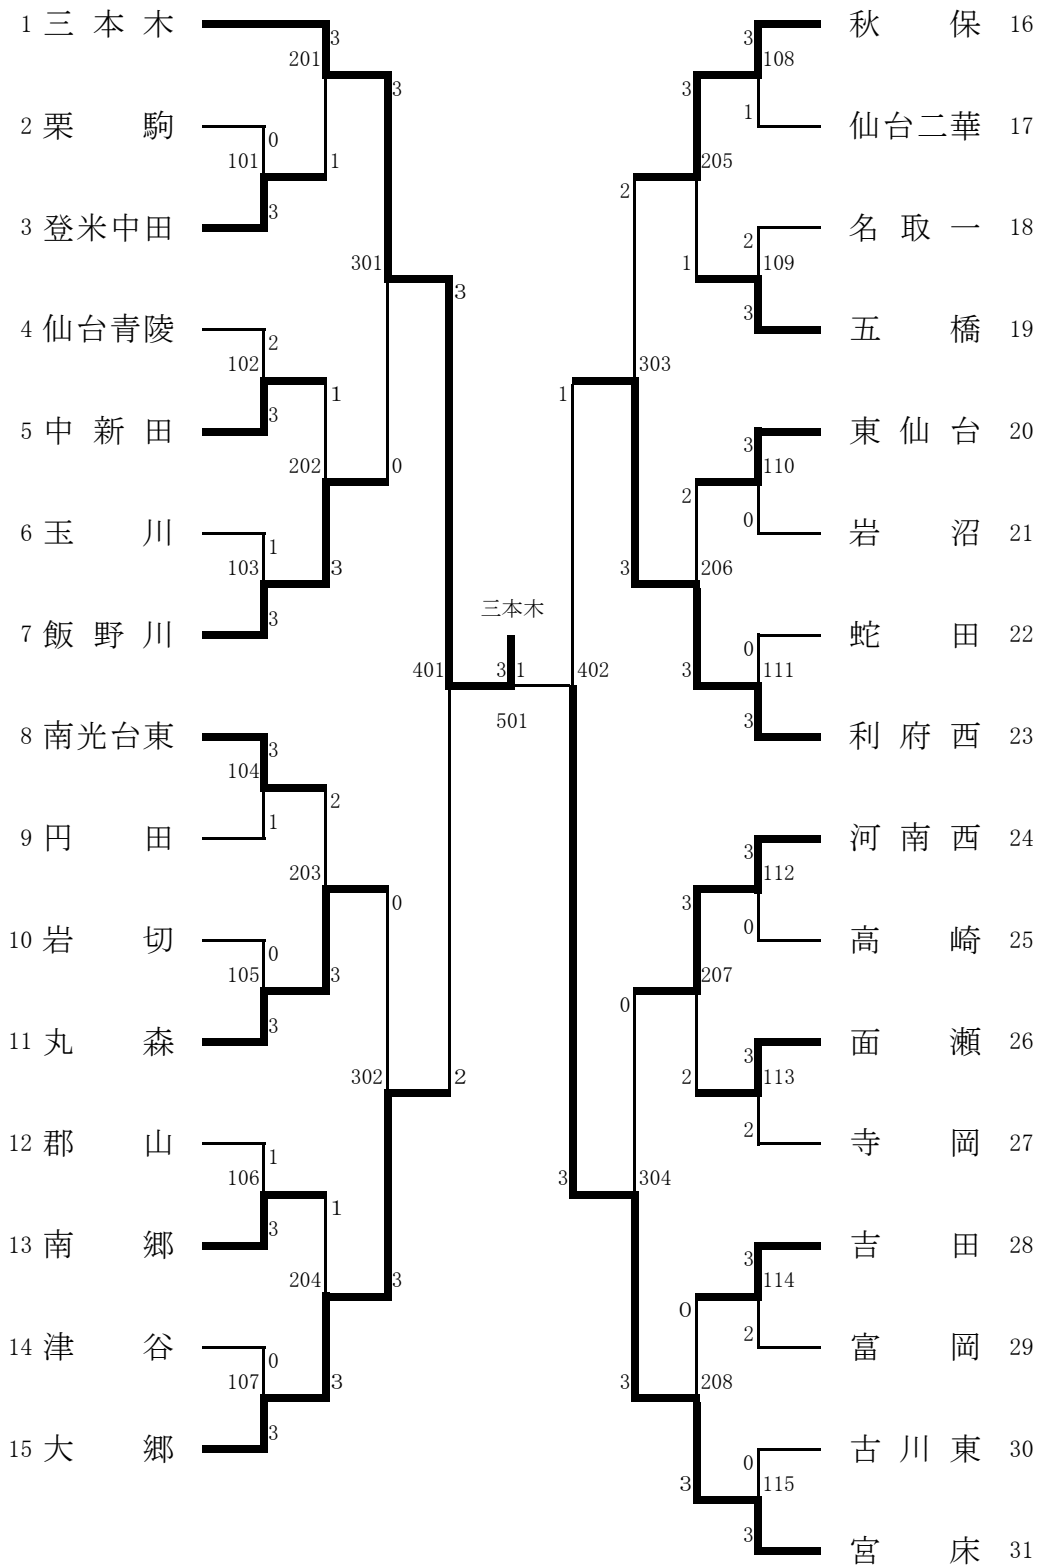 1 三本木
3
201
3
2 栗駒
0
101
1
3
3 登米中田
301
3
4 仙台青陵
2
102
1
3
5 中新田
202
0
6 玉川
1
103
3
3
7 飯野川
401
8 南光台東
3
104
2
1
9 円田
203
0
10 岩切
0
105
3
3
11 丸森
302
2
12 郡山
1
106
1
3
13 南郷
204
3
14 津谷
0
107
3
3
15 大郷
三本木
3 1
501
秋保 16
3
108
3
1
仙台二華 17
205
2
名取一 18
2
109
1
3
五橋 19
303
1
東仙台 20
3
110
2
0
岩沼 21
3
206
蛇田 22
0
111
3
3
利府西 23
402
河南西 24
3
112
3
0
高崎 25
207
0
面瀬 26
3
113
2
2
寺岡 27
3
304
吉田 28
3
114
0
2
富岡 29
3
208
古川東 30
0
115
3
3
宮床 31